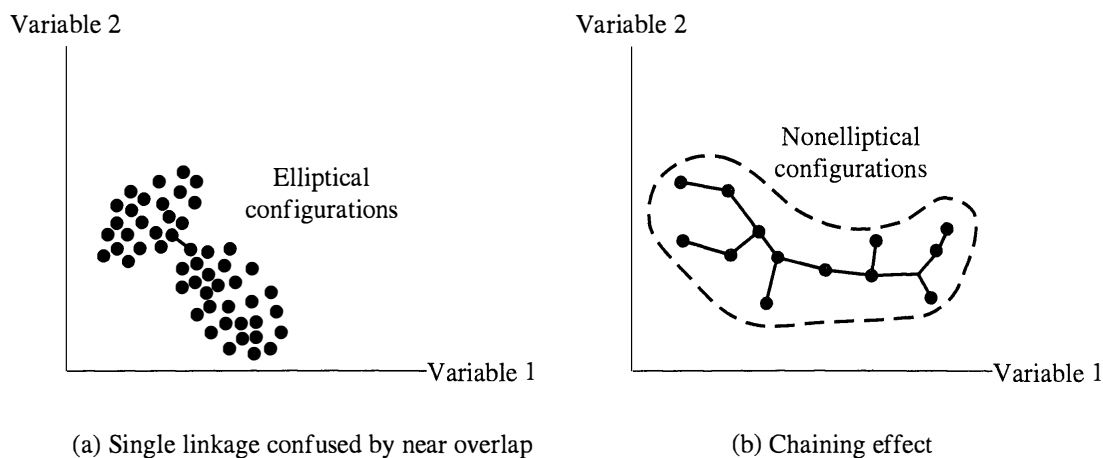 Variable 2
Elliptical
configurations
Variable 1
(a) Single linkage confused by near overlap
Variable 2
Nonelliptical
configurations
Variable 1
(b) Chaining effect